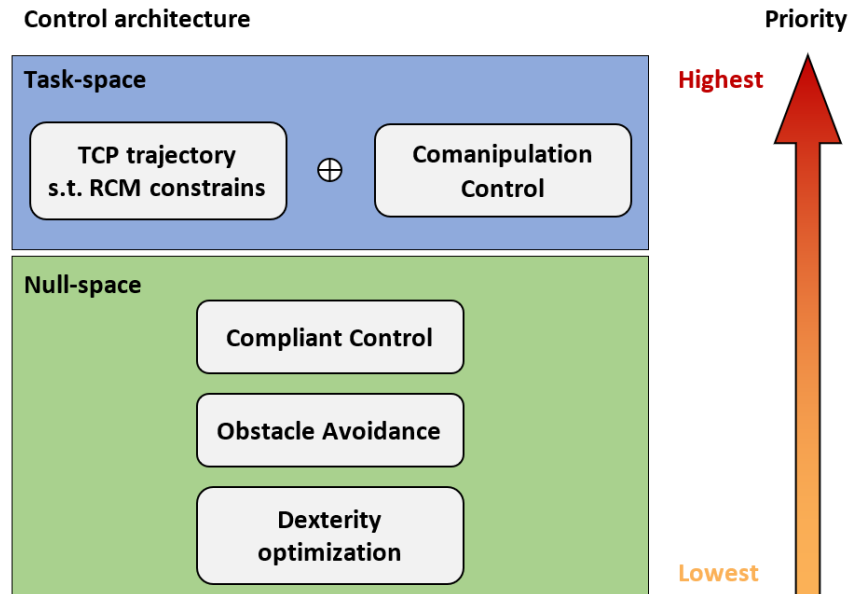 Control architecture
Priority
Task-space
Highest
TCP trajectory
s.t. RCM constrains
Comanipulation
Control
Null-space
Compliant Control
Obstacle Avoidance
Dexterity
optimization
Lowest